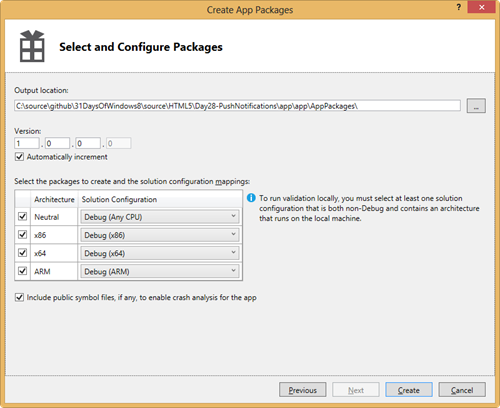 Create App Packages
? x
Select and Configure Packages
Output location:
C:\source\github\31DaysOfWindows8\source\HTML5\Day28-PushNotifications\app\app\AppPackages\
...
Version:
1 . 0 . 0 . 0
Automatically increment
Select the packages to create and the solution configuration mappings:
Architecture Solution Configuration
Neutral Debug (Any CPU)
x86 Debug (x86)
x64 Debug (x64)
ARM Debug (ARM)
To run validation locally, you must select at least one solution
configuration that is both non-Debug and contains an architecture
that runs on the local machine.
Include public symbol files, if any, to enable crash analysis for the app
Previous Next Create Cancel